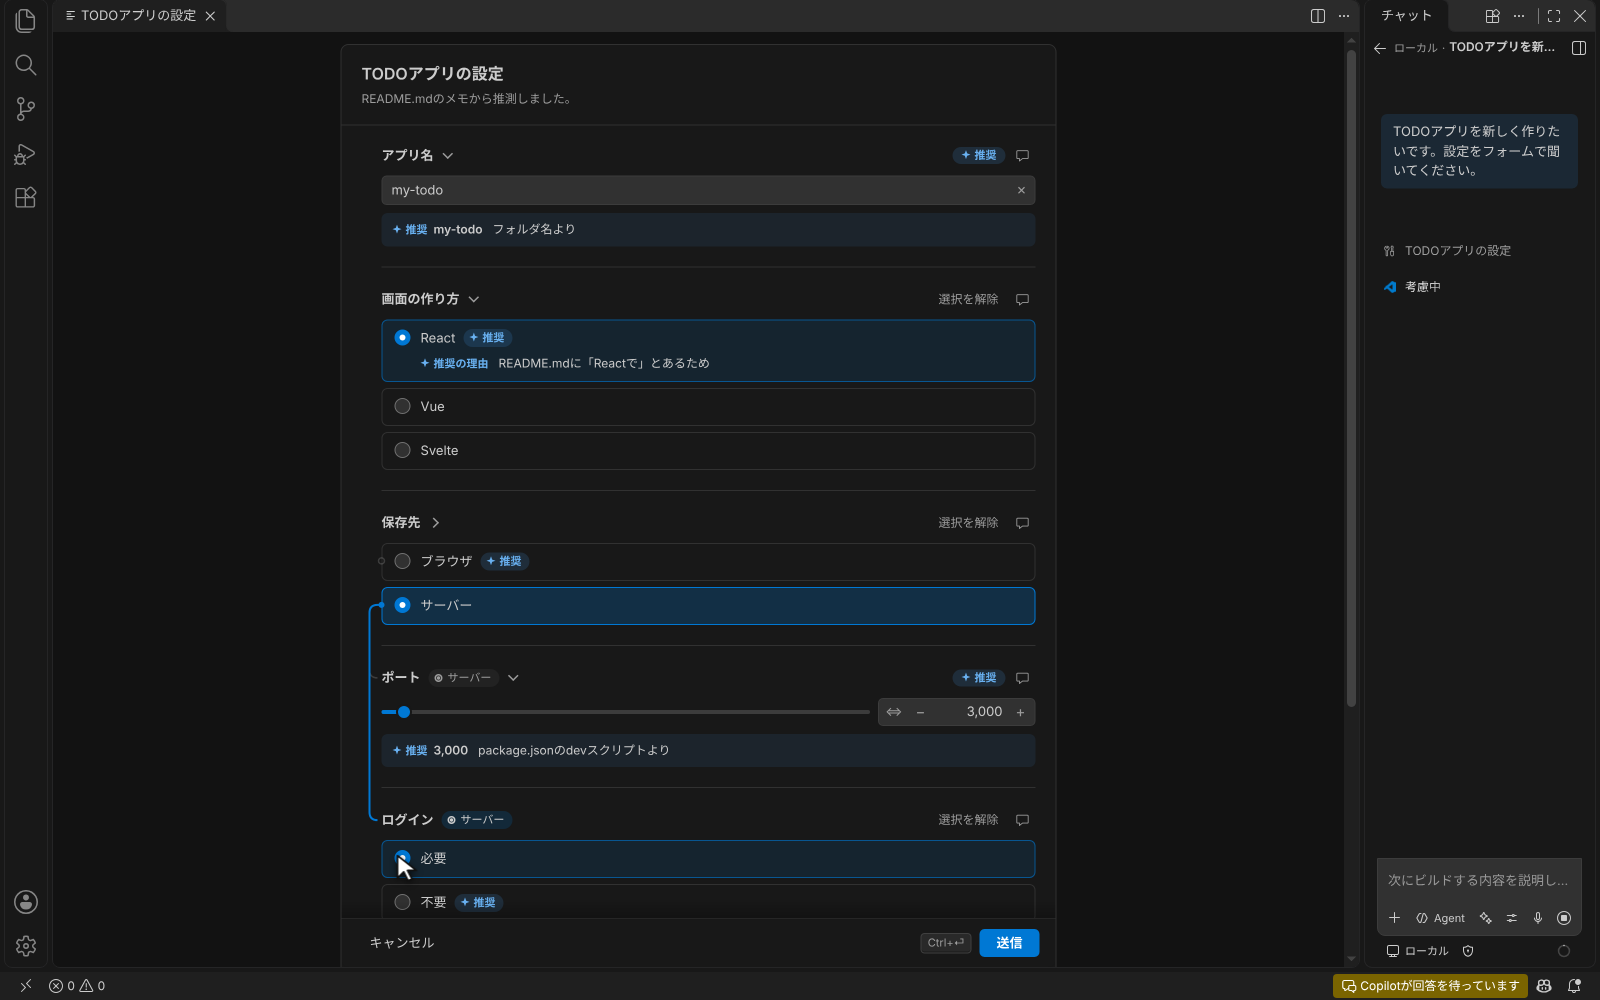 TODOアプリの設定
チャット
ローカル · TODOアプリを新...
TODOアプリの設定
README.mdのメモから推測しました。
アプリ名
推奨
my-todo
推奨 my-todo フォルダ名より
画面の作り方
選択を解除
React 推奨
推奨の理由 README.mdに「Reactで」とあるため
Vue
Svelte
保存先
選択を解除
ブラウザ 推奨
サーバー
ポート サーバー
推奨
3,000
推奨 3,000 package.jsonのdevスクリプトより
ログイン サーバー
選択を解除
必要
不要 推奨
キャンセル
Ctrl+⏎
送信
TODOアプリを新しく作りた
いです。設定をフォームで聞
いてください。
TODOアプリの設定
考慮中
次にビルドする内容を説明し...
Agent
ローカル
0 0
Copilotが回答を待っています